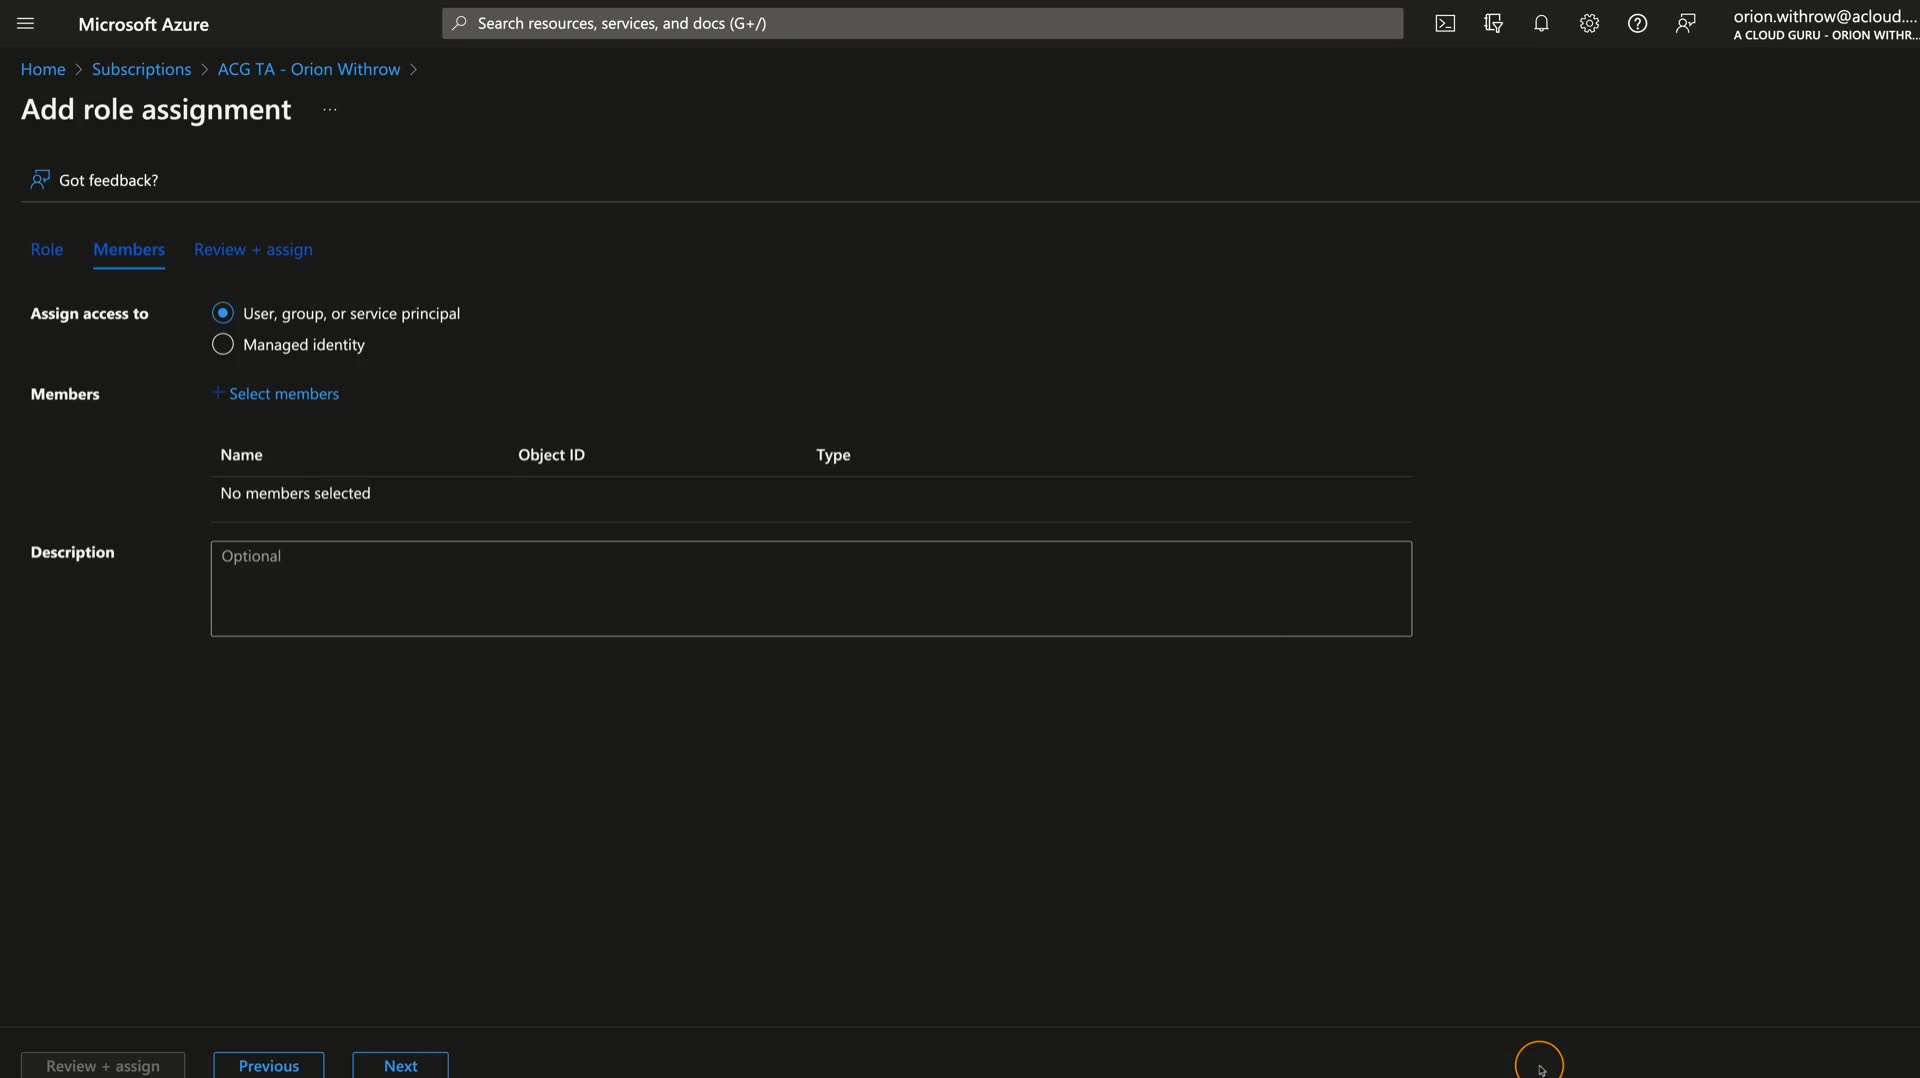 Microsoft Azure
Search resources, services, and docs (G+/)
orion.withrow@acloud....
A CLOUD GURU - ORION WITHR...
Home > Subscriptions > ACG TA - Orion Withrow >
Add role assignment ...
Got feedback?
Role Members Review + assign
Assign access to
User, group, or service principal
Managed identity
Members
+ Select members
Name Object ID Type
No members selected
Description
Optional
Review + assign Previous Next